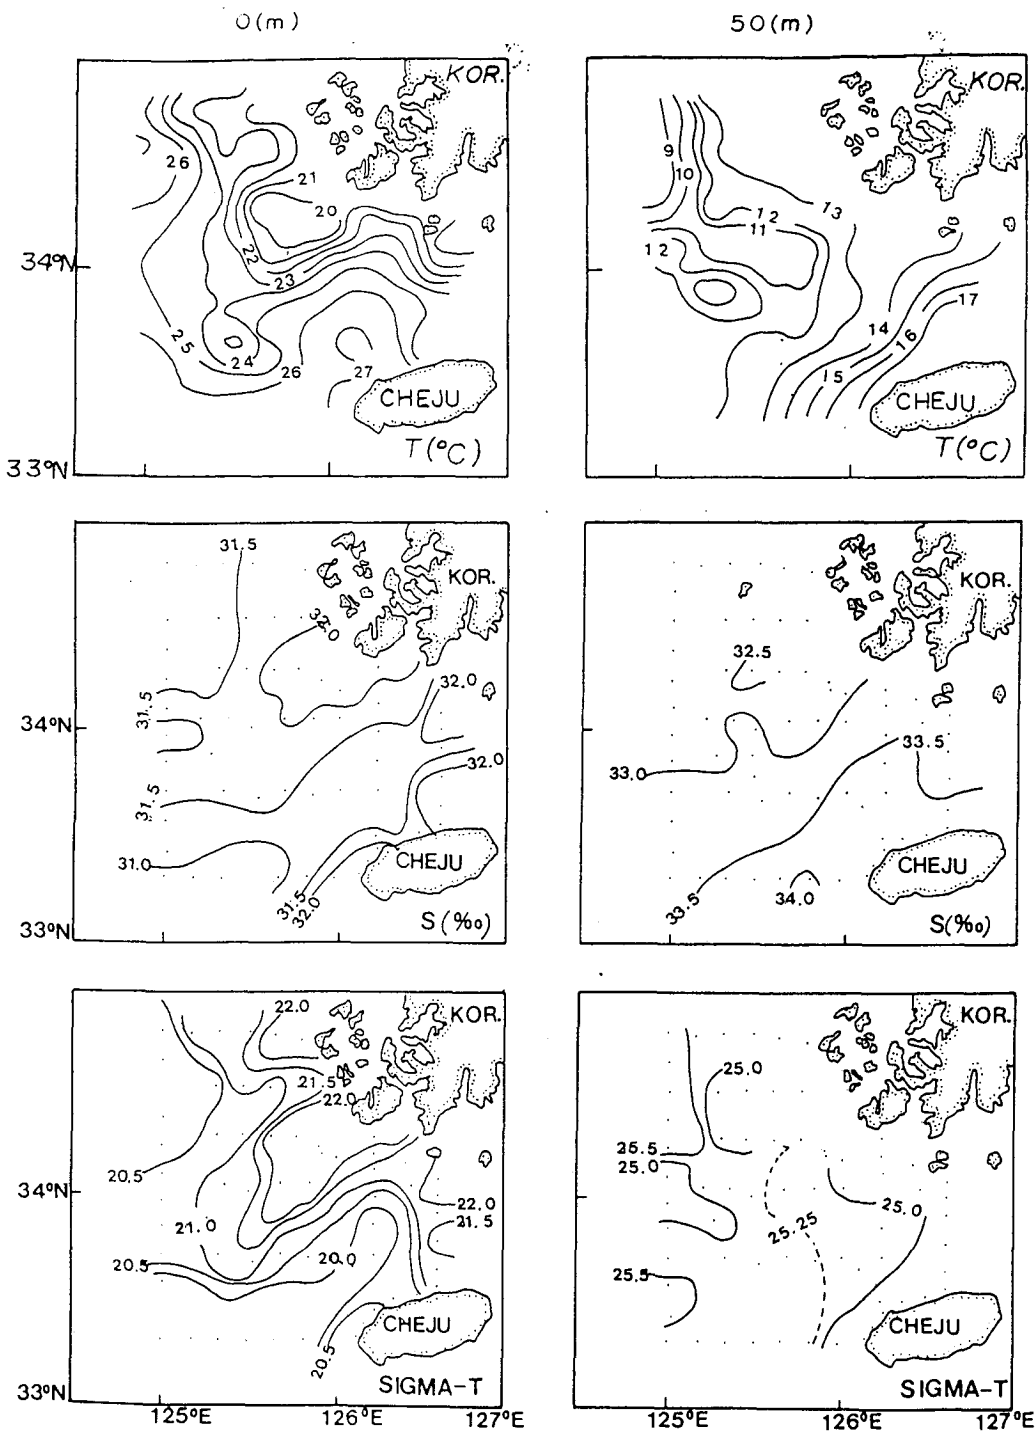 0(m)
50(m)
KOR.
26
21
20
22
23
34°N
25
24
26
27
CHEJU
T(°C)
33°N
KOR.
9
10
12
13
11
12
17
14
16
15
CHEJU
T(°C)
31.5
KOR.
32.0
31.5
32.0
34°N
31.5
32.0
31.0
CHEJU
31.5
32.0
S(‰)
33°N
KOR.
32.5
33.5
33.0
CHEJU
33.5
34.0
S(‰)
22.0
KOR.
21.5
22.0
20.5
34°N
22.0
21.0
21.5
20.0
20.5
CHEJU
20.5
SIGMA-T
33°N
125°E
126°E
127°E
KOR.
25.0
25.5
25.0
25.0
25.25
25.5
CHEJU
SIGMA-T
125°E
126°E
127°E